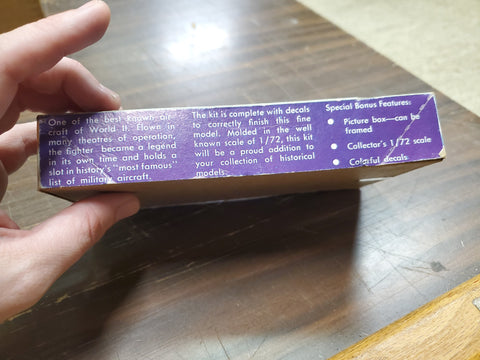 One of the best known air
craft of World II. Flown in
many theatres of operation,
the fighter became a legend
in its own time and holds a
slot in history's "most famous"
list of military aircraft.
The kit is complete with decals
to correctly finish this fine
model. Molded in the well
known scale of 1/72, this kit
will be a proud addition to
your collection of historical
models.
Special Bonus Features:
● Picture box—can be
framed
● Collector's 1/72 scale
● Colorful decals